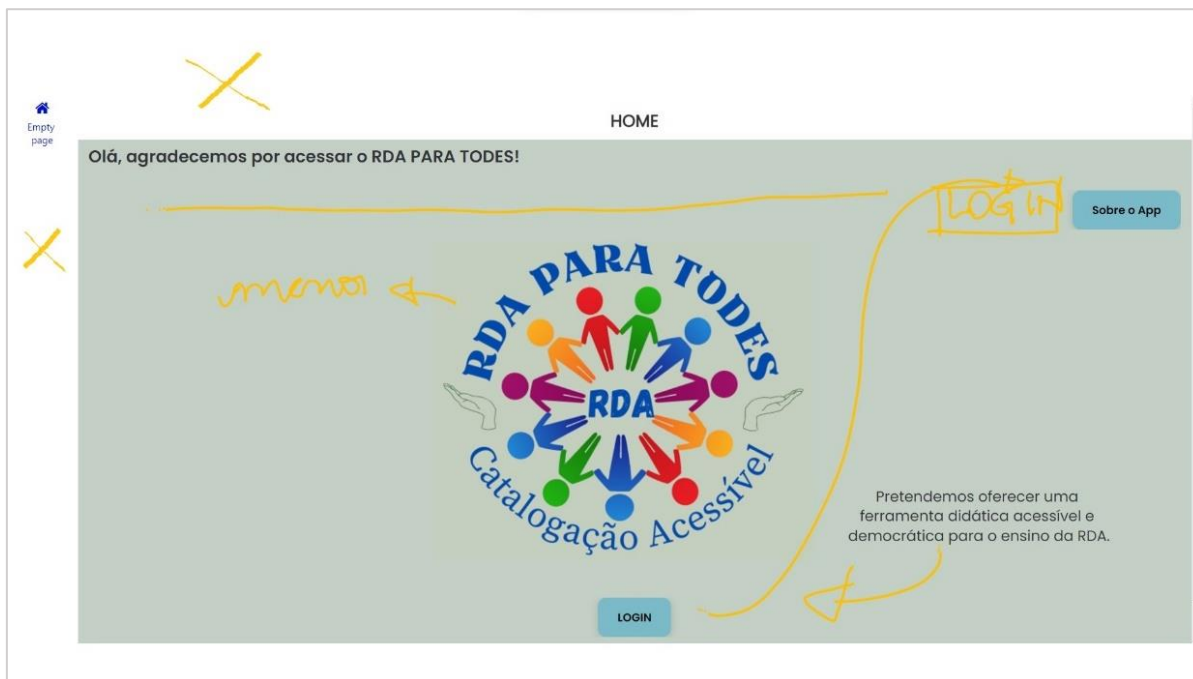 Empty
page
HOME
Olá, agradecemos por acessar o RDA PARA TODES!
LOGIN
Sobre o App
menor
RDA PARA TODES
RDA
Catalogação Acessível
Pretendemos oferecer uma
ferramenta didática acessível e
democrática para o ensino da RDA.
LOGIN